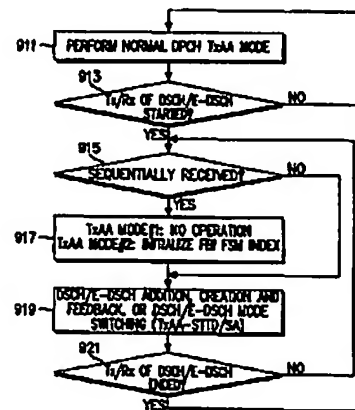 911
PERFORM NORMAL DPCH TxAA MODE
913
Tx/Rx OF DSCH/E-DSCH
STARTED?
NO
YES
915
SEQUENTIALLY RECEIVED?
NO
YES
917
TxAA MODE#1: NO OPERATION
TxAA MODE#2: INITIALIZE FBI FSM INDEX
919
DSCH/E-DSCH ADDITION, CREATION AND
FEEDBACK, OR DSCH/E-DSCH MODE
SWITCHING (TxAA-STTD/SA)
921
Tx/Rx OF DSCH/E-DSCH
ENDED?
NO
YES